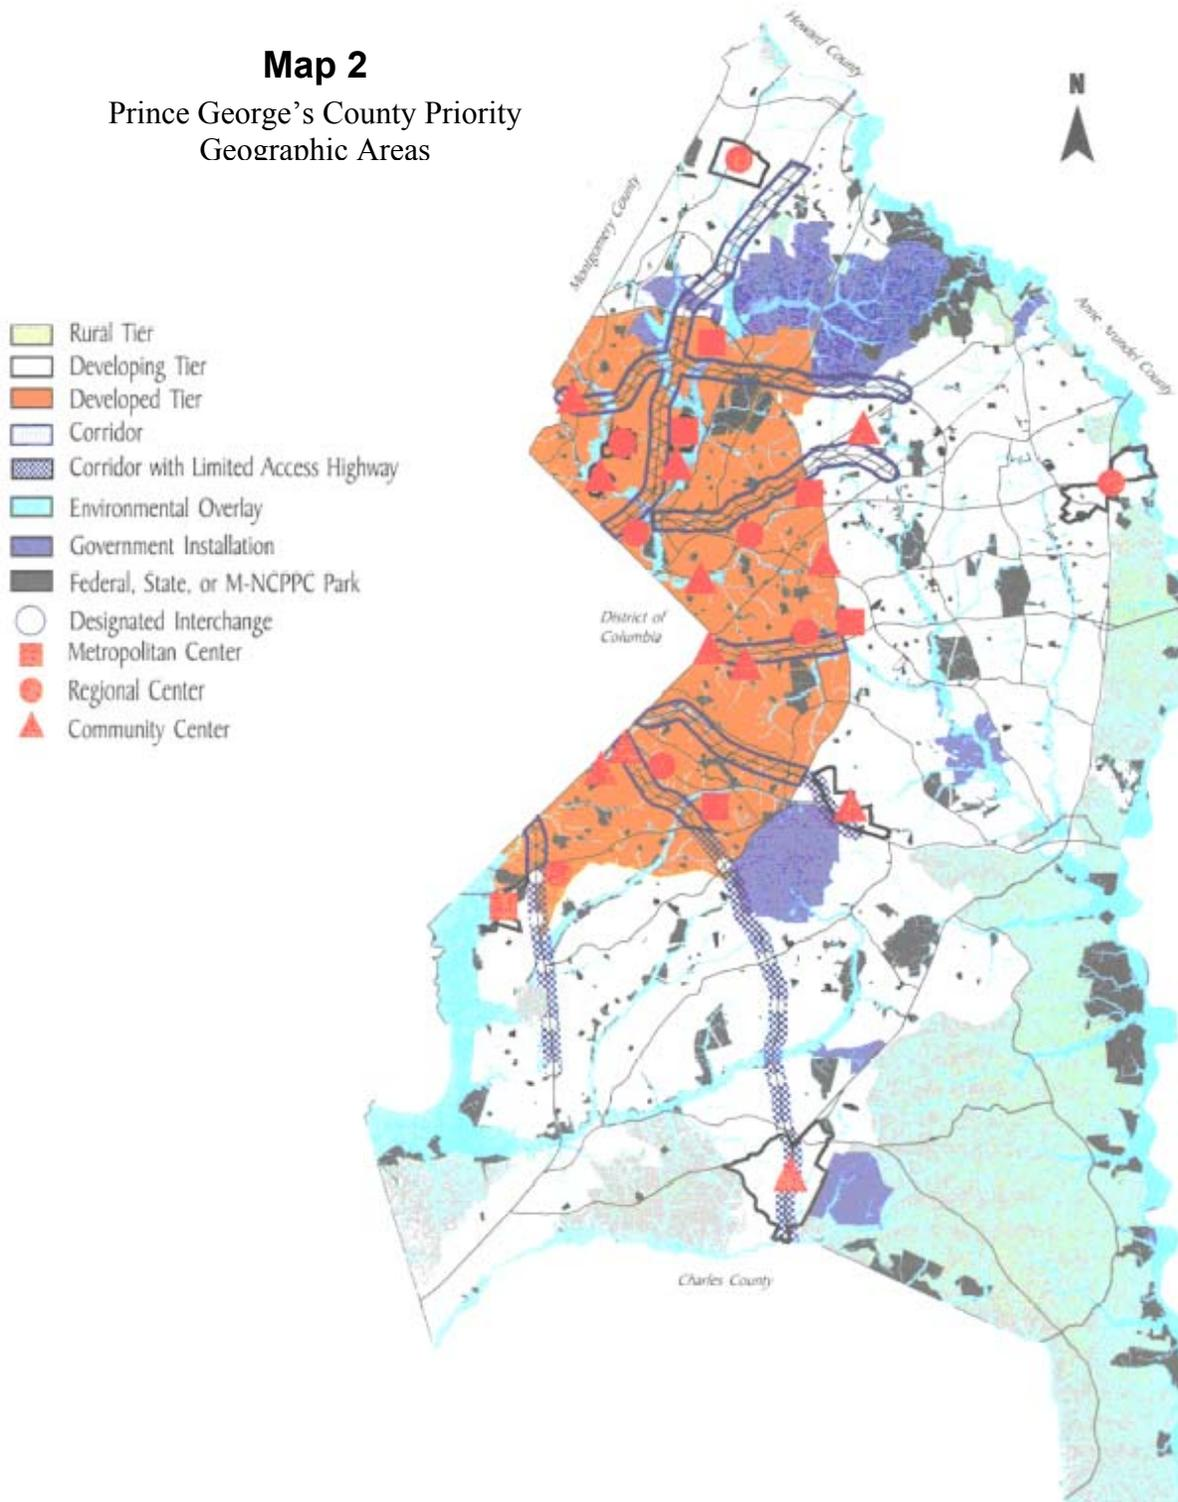 Map 2
Prince George's County Priority
Geographic Areas
Howard County
N
Montgomery County
Anne Arundel County
Rural Tier
Developing Tier
Developed Tier
Corridor
Corridor with Limited Access Highway
Environmental Overlay
Government Installation
Federal, State, or M-NCPPC Park
Designated Interchange
Metropolitan Center
Regional Center
Community Center
District of
Columbia
Charles County